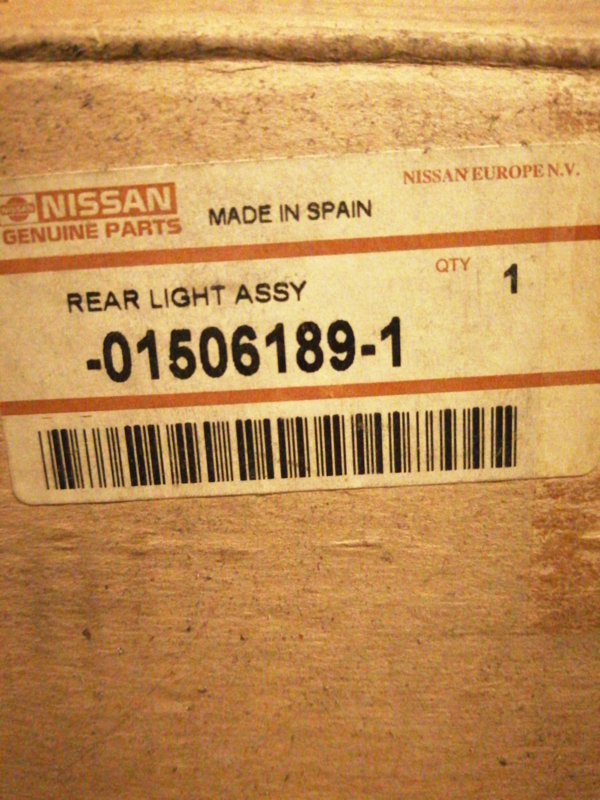 NISSAN EUROPE N.V.
NISSAN
GENUINE PARTS
MADE IN SPAIN
QTY 1
REAR LIGHT ASSY
-01506189-1